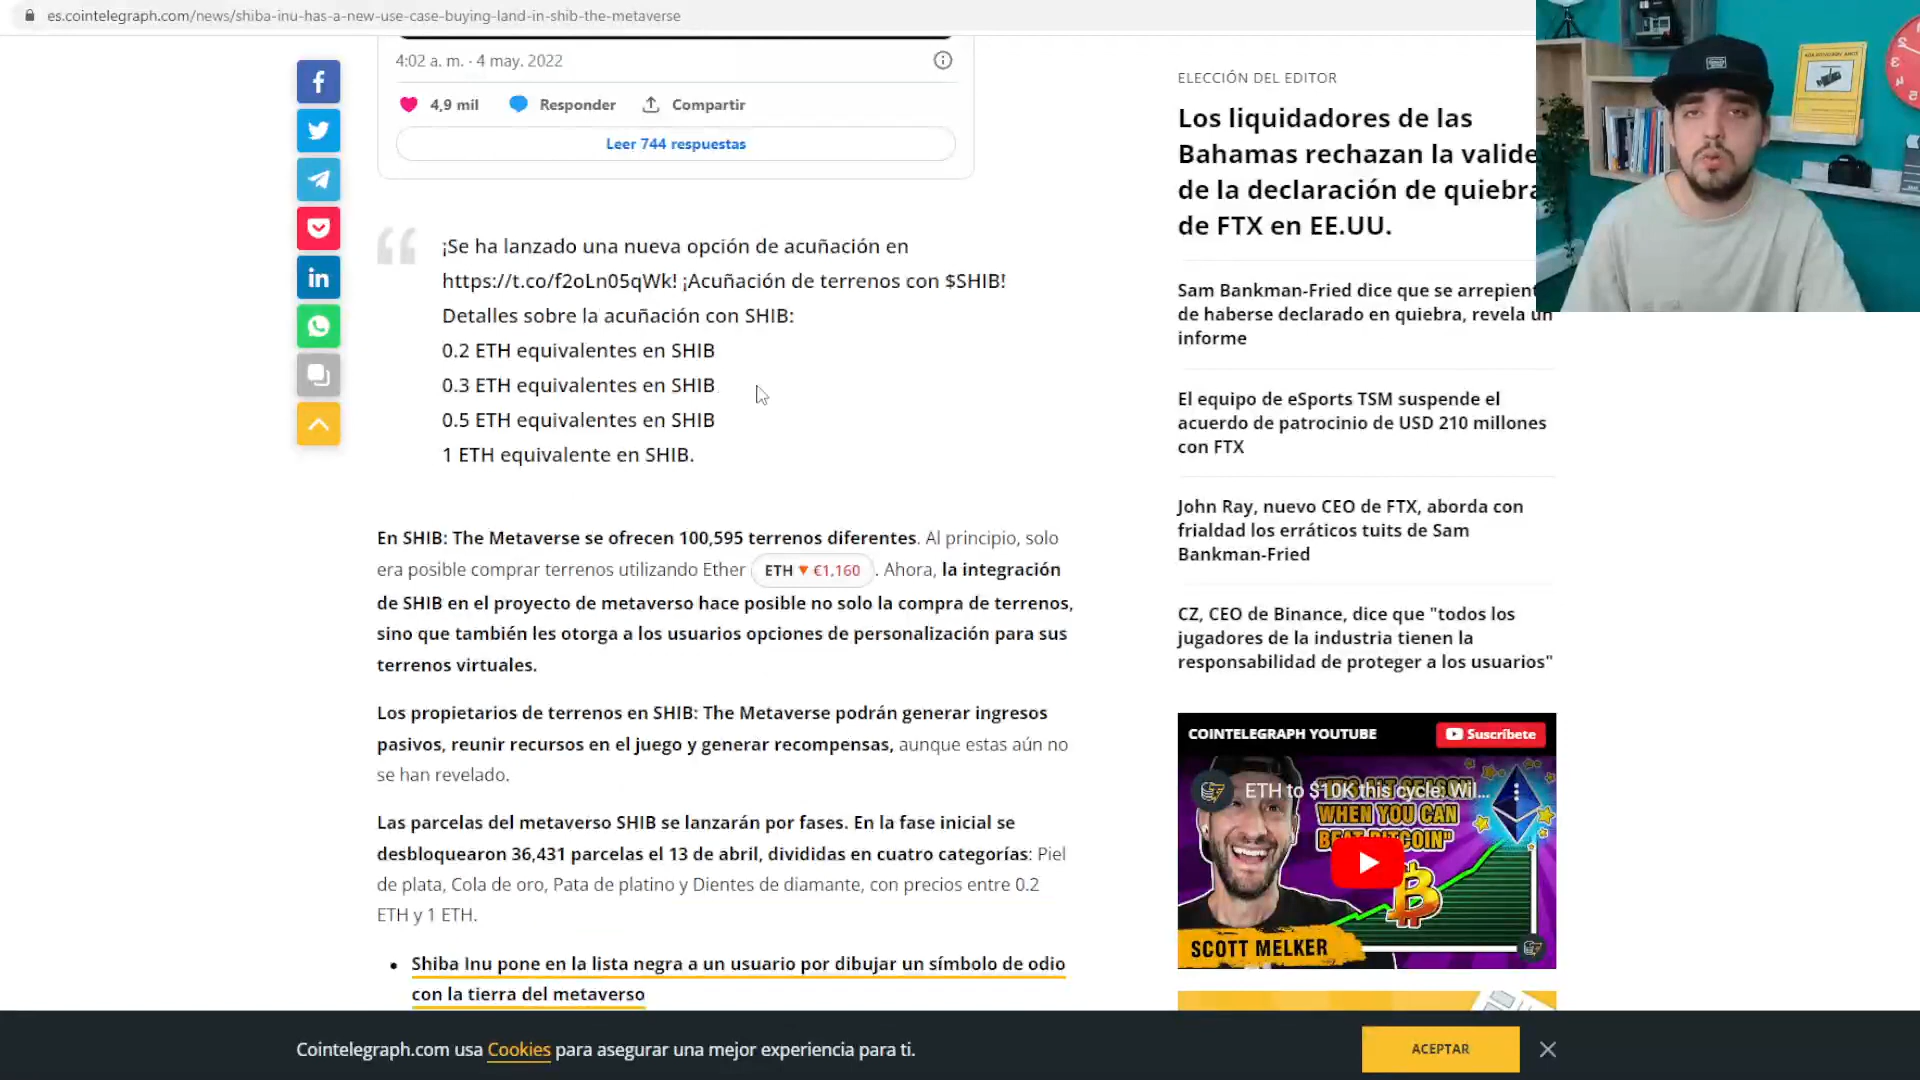 es.cointelegraph.com/news/shiba-inu-has-a-new-use-case-buying-land-in-shib-the-metaverse
4:02 a. m. · 4 may. 2022
4,9 mil Responder Compartir
Leer 744 respuestas
¡Se ha lanzado una nueva opción de acuñación en
https://t.co/f2oLn05qWk! ¡Acuñación de terrenos con $SHIB!
Detalles sobre la acuñación con SHIB:
0.2 ETH equivalentes en SHIB
0.3 ETH equivalentes en SHIB
0.5 ETH equivalentes en SHIB
1 ETH equivalente en SHIB.
En SHIB: The Metaverse se ofrecen 100,595 terrenos diferentes. Al principio, solo
era posible comprar terrenos utilizando Ether ETH ▼ €1,160 . Ahora, la integración
de SHIB en el proyecto de metaverso hace posible no solo la compra de terrenos,
sino que también les otorga a los usuarios opciones de personalización para sus
terrenos virtuales.
Los propietarios de terrenos en SHIB: The Metaverse podrán generar ingresos
pasivos, reunir recursos en el juego y generar recompensas, aunque estas aún no
se han revelado.
Las parcelas del metaverso SHIB se lanzarán por fases. En la fase inicial se
desbloquearon 36,431 parcelas el 13 de abril, divididas en cuatro categorías: Piel
de plata, Cola de oro, Pata de platino y Dientes de diamante, con precios entre 0.2
ETH y 1 ETH.
• Shiba Inu pone en la lista negra a un usuario por dibujar un símbolo de odio
con la tierra del metaverso
ELECCIÓN DEL EDITOR
Los liquidadores de las
Bahamas rechazan la valide
de la declaración de quiebra
de FTX en EE.UU.
Sam Bankman-Fried dice que se arrepient
de haberse declarado en quiebra, revela un
informe
El equipo de eSports TSM suspende el
acuerdo de patrocinio de USD 210 millones
con FTX
John Ray, nuevo CEO de FTX, aborda con
frialdad los erráticos tuits de Sam
Bankman-Fried
CZ, CEO de Binance, dice que "todos los
jugadores de la industria tienen la
responsabilidad de proteger a los usuarios"
COINTELEGRAPH YOUTUBE Suscríbete
ETH to $10K this cycle: Wil...
WHEN YOU CAN
BEAT BITCOIN"
SCOTT MELKER
Cointelegraph.com usa Cookies para asegurar una mejor experiencia para ti.
ACEPTAR